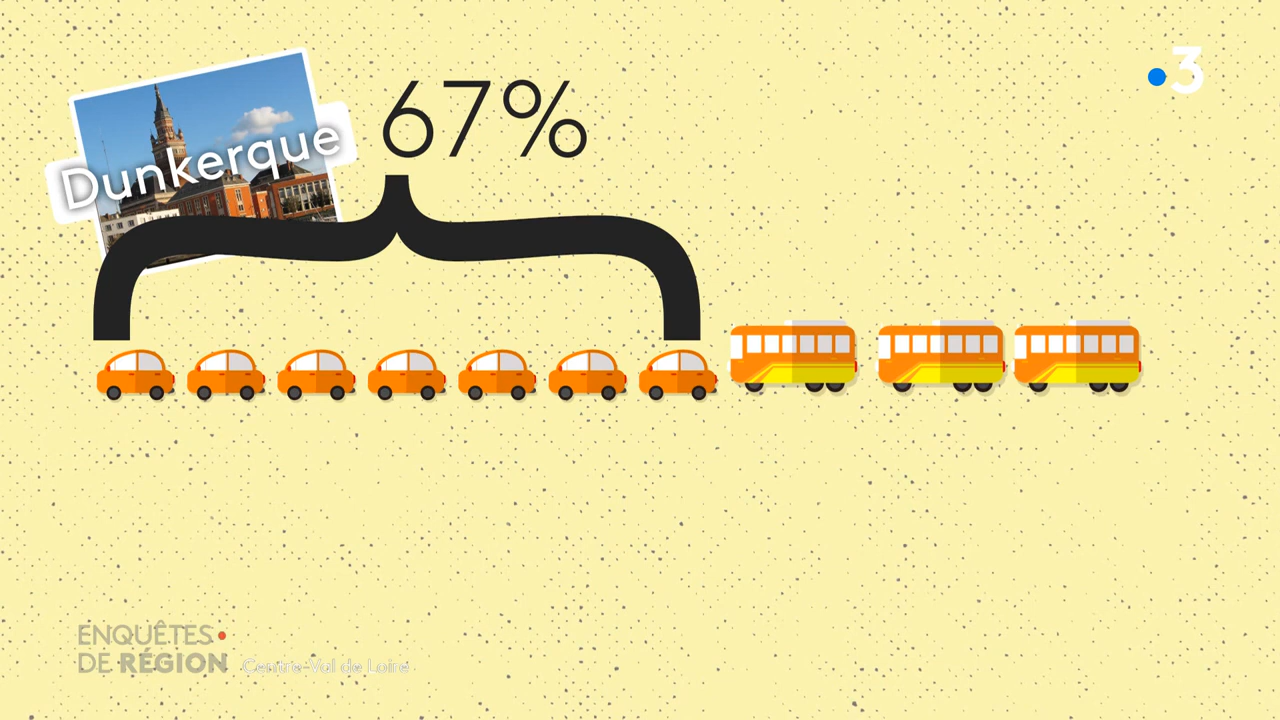 Dunkerque
67%
3
ENQUÊTES
DE RÉGION Centre-Val de Loire